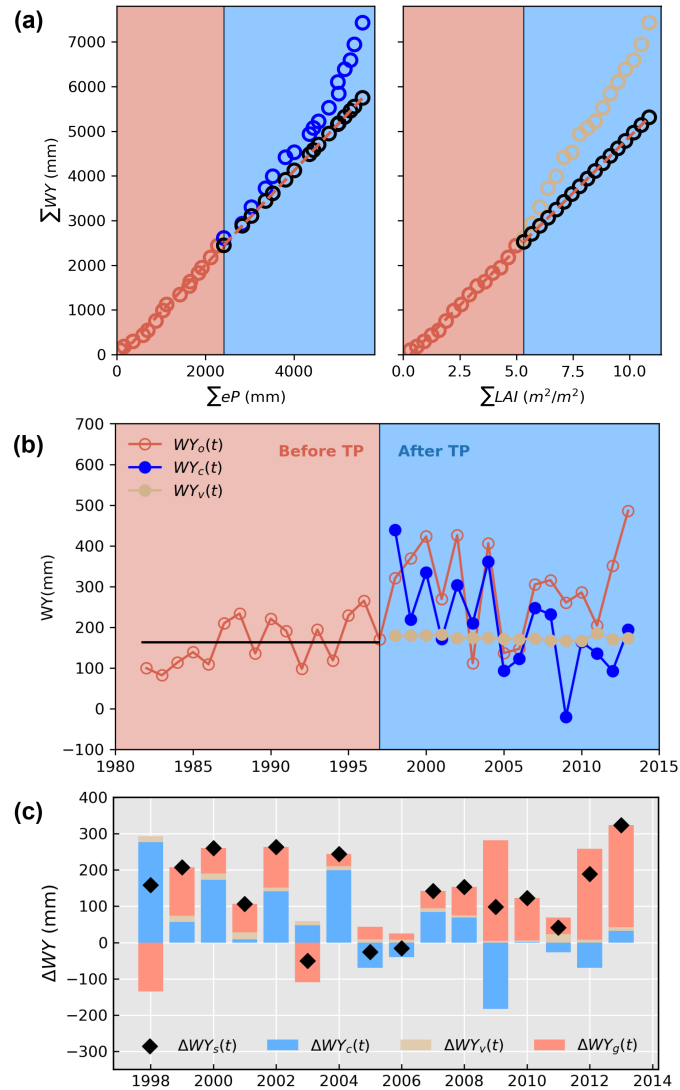 (a)
7000
6000
5000
4000
3000
2000
1000
0
∑WY (mm)
0 2000 4000
∑eP (mm)
0.0 2.5 5.0 7.5 10.0
∑LAI (m²/m²)
(b)
700
600
500
400
300
200
100
0
−100
WY(mm)
WYₒ(t)
WY_c(t)
WYᵥ(t)
Before TP
After TP
1980 1985 1990 1995 2000 2005 2010 2015
(c)
400
300
200
100
0
−100
−200
−300
ΔWY (mm)
ΔWYₛ(t) ΔWY_c(t) ΔWYᵥ(t) ΔWY_g(t)
1998 2000 2002 2004 2006 2008 2010 2012 2014